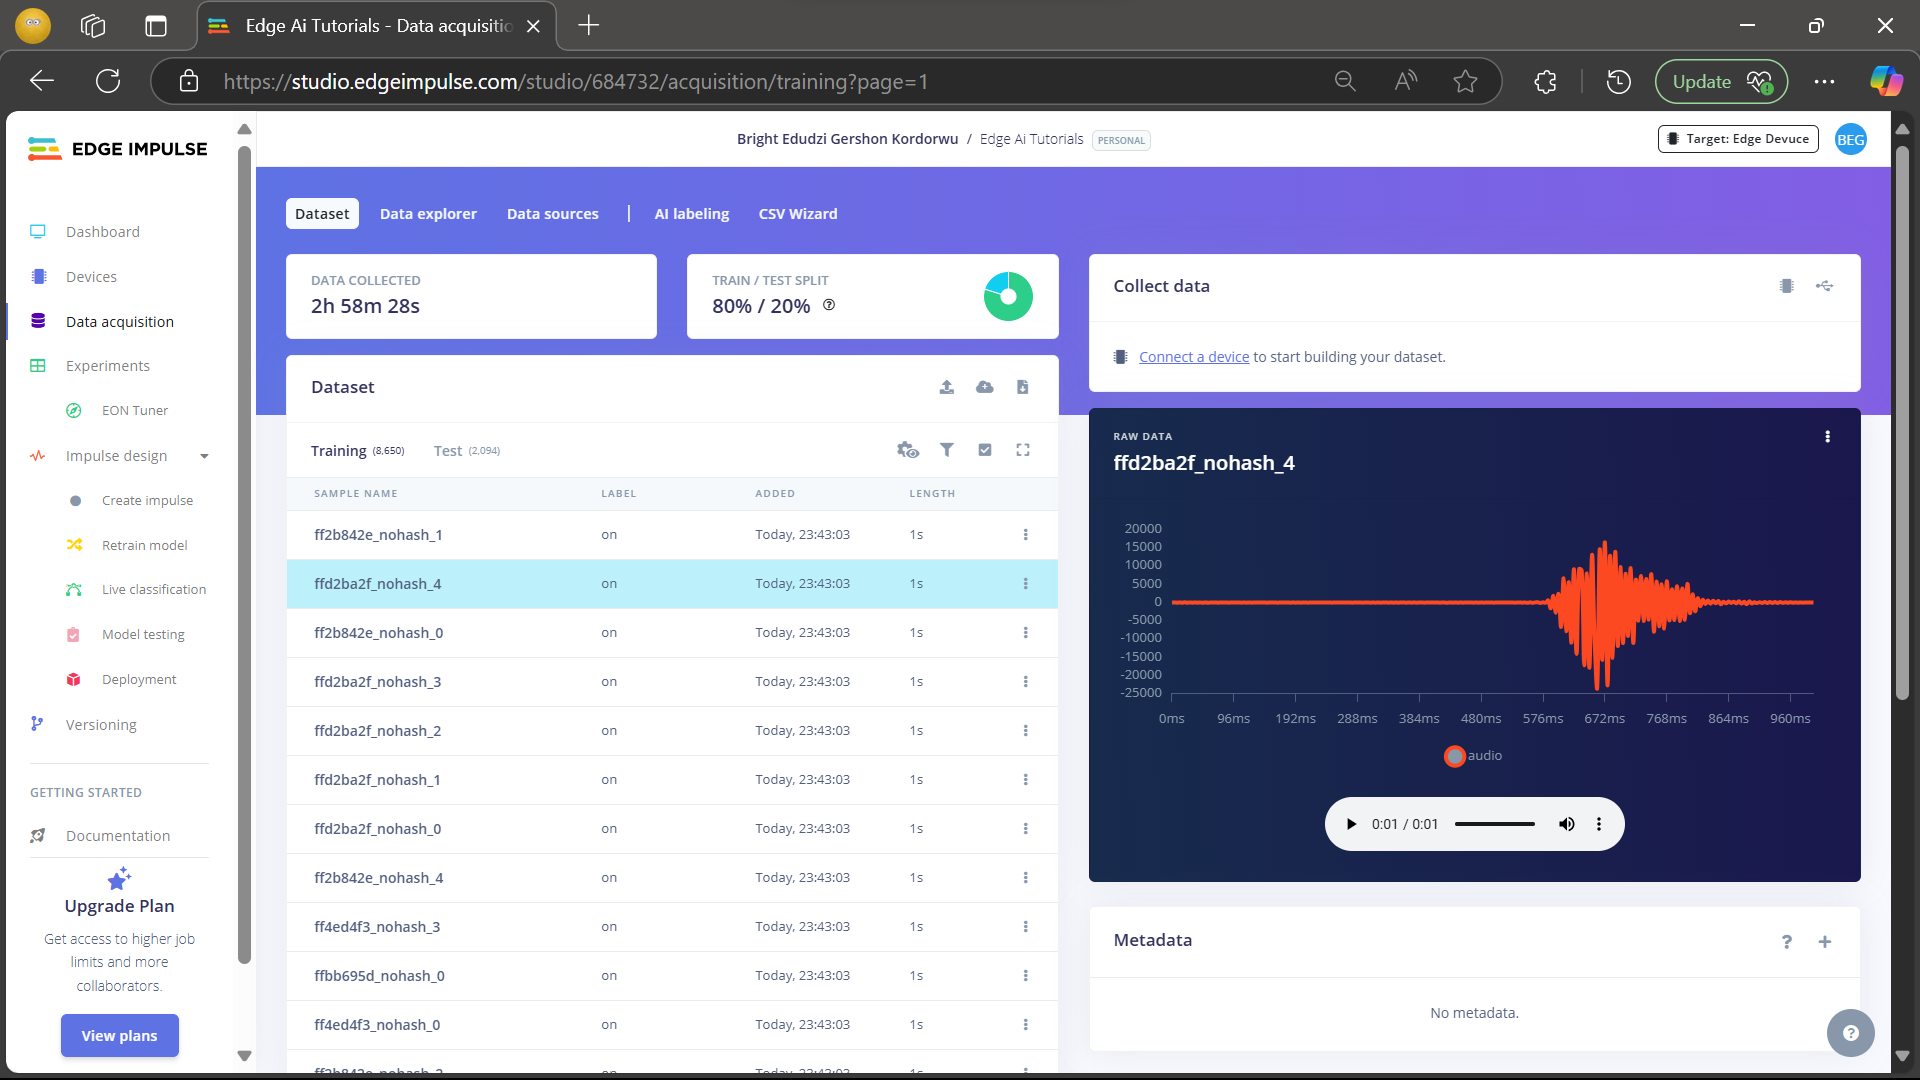 Edge Ai Tutorials - Data acquisitio
https://studio.edgeimpulse.com/studio/684732/acquisition/training?page=1
Update
EDGE IMPULSE
Bright Edudzi Gershon Kordorwu / Edge Ai Tutorials PERSONAL
Target: Edge Devuce
BEG
Dashboard
Devices
Data acquisition
Experiments
EON Tuner
Impulse design
Create impulse
Retrain model
Live classification
Model testing
Deployment
Versioning
GETTING STARTED
Documentation
Upgrade Plan
Get access to higher job
limits and more
collaborators.
View plans
Dataset Data explorer Data sources | AI labeling CSV Wizard
DATA COLLECTED
2h 58m 28s
TRAIN / TEST SPLIT
80% / 20%
Dataset
Training (8,650) Test (2,094)
SAMPLE NAME LABEL ADDED LENGTH
ff2b842e_nohash_1 on Today, 23:43:03 1s
ffd2ba2f_nohash_4 on Today, 23:43:03 1s
ff2b842e_nohash_0 on Today, 23:43:03 1s
ffd2ba2f_nohash_3 on Today, 23:43:03 1s
ffd2ba2f_nohash_2 on Today, 23:43:03 1s
ffd2ba2f_nohash_1 on Today, 23:43:03 1s
ffd2ba2f_nohash_0 on Today, 23:43:03 1s
ff2b842e_nohash_4 on Today, 23:43:03 1s
ff4ed4f3_nohash_3 on Today, 23:43:03 1s
ffbb695d_nohash_0 on Today, 23:43:03 1s
ff4ed4f3_nohash_0 on Today, 23:43:03 1s
Collect data
Connect a device to start building your dataset.
RAW DATA
ffd2ba2f_nohash_4
20000
15000
10000
5000
0
-5000
-10000
-15000
-20000
-25000
0ms 96ms 192ms 288ms 384ms 480ms 576ms 672ms 768ms 864ms 960ms
audio
0:01 / 0:01
Metadata
No metadata.